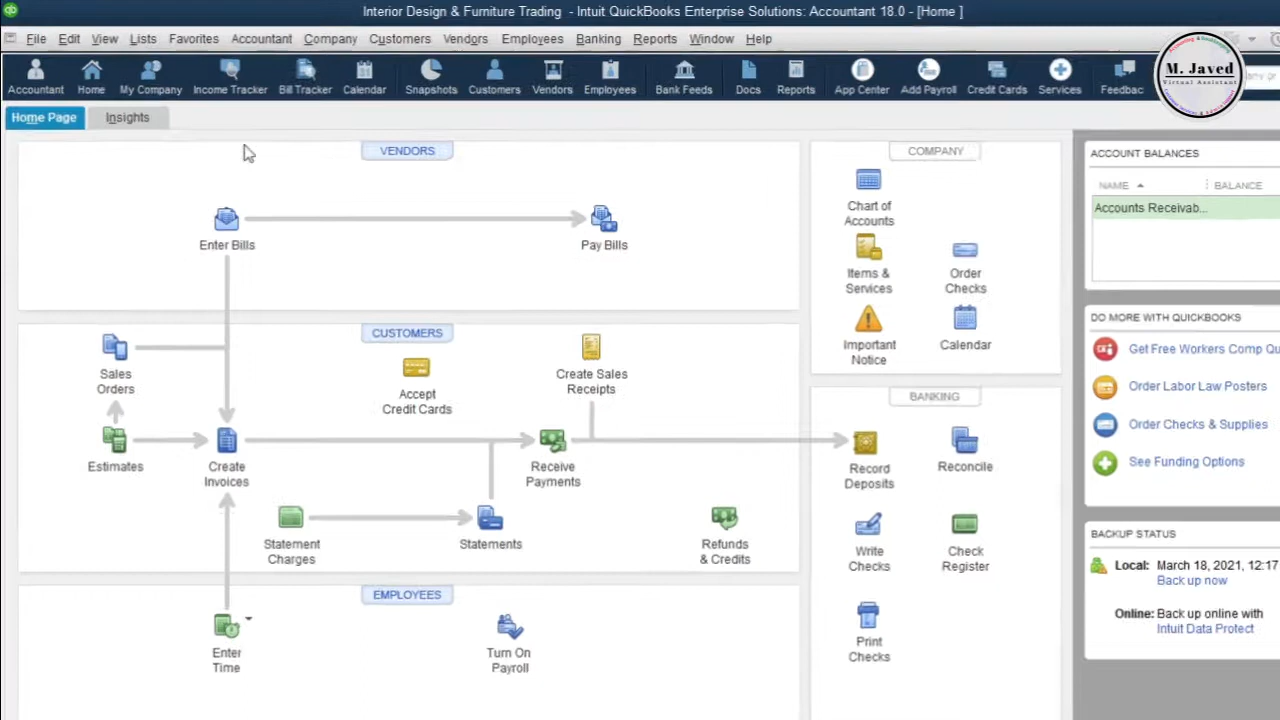 Interior Design & Furniture Trading - Intuit QuickBooks Enterprise Solutions: Accountant 18.0 - [Home ]
File Edit View Lists Favorites Accountant Company Customers Vendors Employees Banking Reports Window Help
Accountant Home My Company Income Tracker Bill Tracker Calendar Snapshots Customers Vendors Employees Bank Feeds Docs Reports App Center Add Payroll Credit Cards Services Feedbac
M. Javed
Virtual Assistant
Home Page Insights
VENDORS
Enter Bills
Pay Bills
CUSTOMERS
Sales
Orders
Accept
Credit Cards
Create Sales
Receipts
Estimates
Create
Invoices
Receive
Payments
Statement
Charges
Statements
Refunds
& Credits
EMPLOYEES
Enter
Time
Turn On
Payroll
COMPANY
Chart of
Accounts
Items &
Services
Order
Checks
Important
Notice
Calendar
BANKING
Record
Deposits
Reconcile
Write
Checks
Check
Register
Print
Checks
ACCOUNT BALANCES
NAME BALANCE
Accounts Receivab...
DO MORE WITH QUICKBOOKS
Get Free Workers Comp Qu
Order Labor Law Posters
Order Checks & Supplies
See Funding Options
BACKUP STATUS
Local: March 18, 2021, 12:17
Back up now
Online: Back up online with
Intuit Data Protect